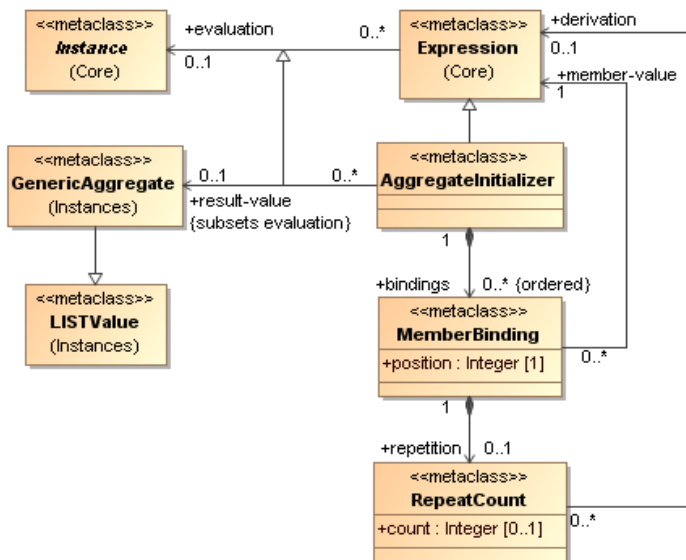 <<metaclass>>
Instance
(Core)
+evaluation
0..1
0..*
<<metaclass>>
Expression
(Core)
+derivation
0..1
+member-value
1
<<metaclass>>
GenericAggregate
(Instances)
0..1
0..*
+result-value
{subsets evaluation}
<<metaclass>>
AggregateInitializer
1
+bindings
0..* {ordered}
<<metaclass>>
LISTValue
(Instances)
<<metaclass>>
MemberBinding
+position : Integer [1]
0..*
1
+repetition
0..1
<<metaclass>>
RepeatCount
+count : Integer [0..1]
0..*